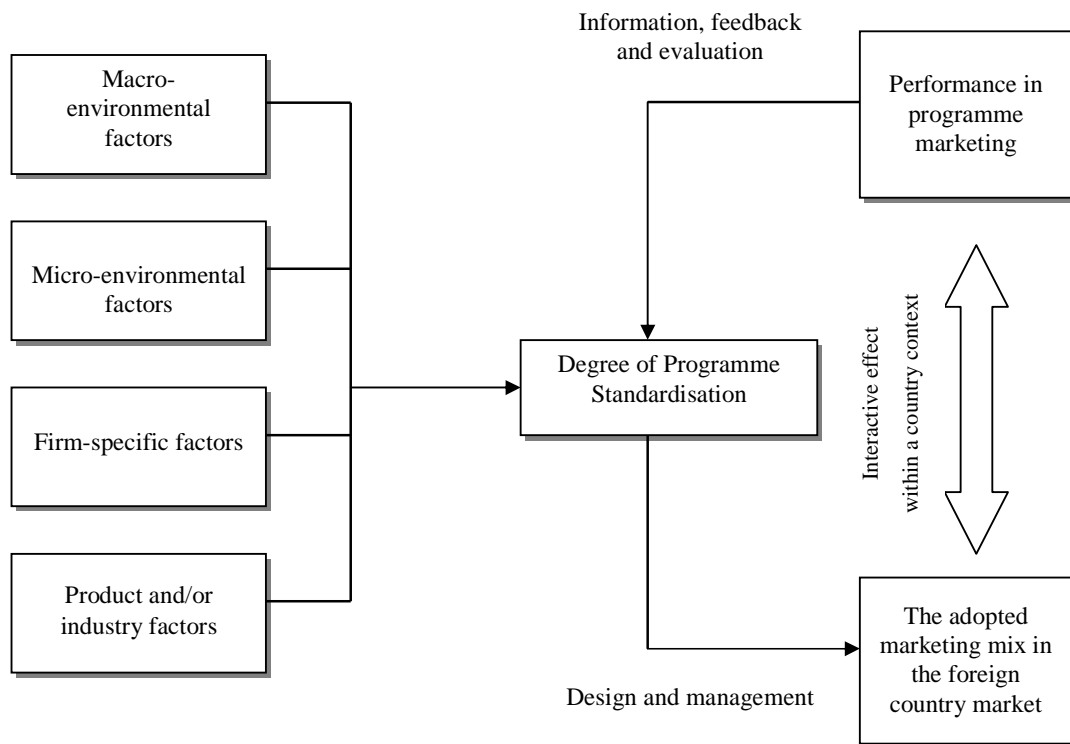 Macro-
environmental
factors
Micro-environmental
factors
Firm-specific factors
Product and/or
industry factors
Information, feedback
and evaluation
Performance in
programme
marketing
Degree of Programme
Standardisation
Interactive effect
within a country context
Design and management
The adopted
marketing mix in
the foreign
country market